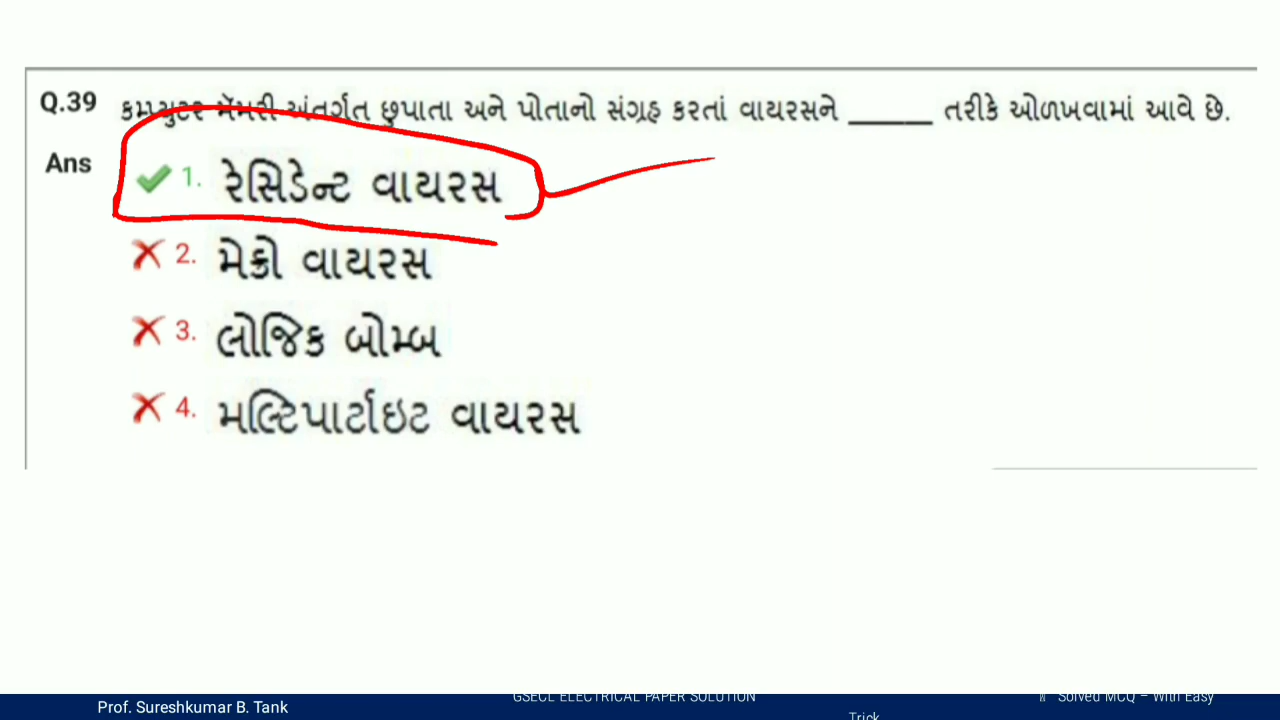 Q.39 કમ્પ્યુટર મૅમરી અંતર્ગત છુપાતા અને પોતાનો સંગ્રહ કરતાં વાયરસને ______ તરીકે ઓળખવામાં આવે છે.
Ans
1. રેસિડેન્ટ વાયરસ
2. મેક્રો વાયરસ
3. લોજિક બોમ્બ
4. મલ્ટિપાર્ટાઇટ વાયરસ
Prof. Sureshkumar B. Tank
GSECL ELECTRICAL PAPER SOLUTION
Solved MCQ – With Easy
Trick